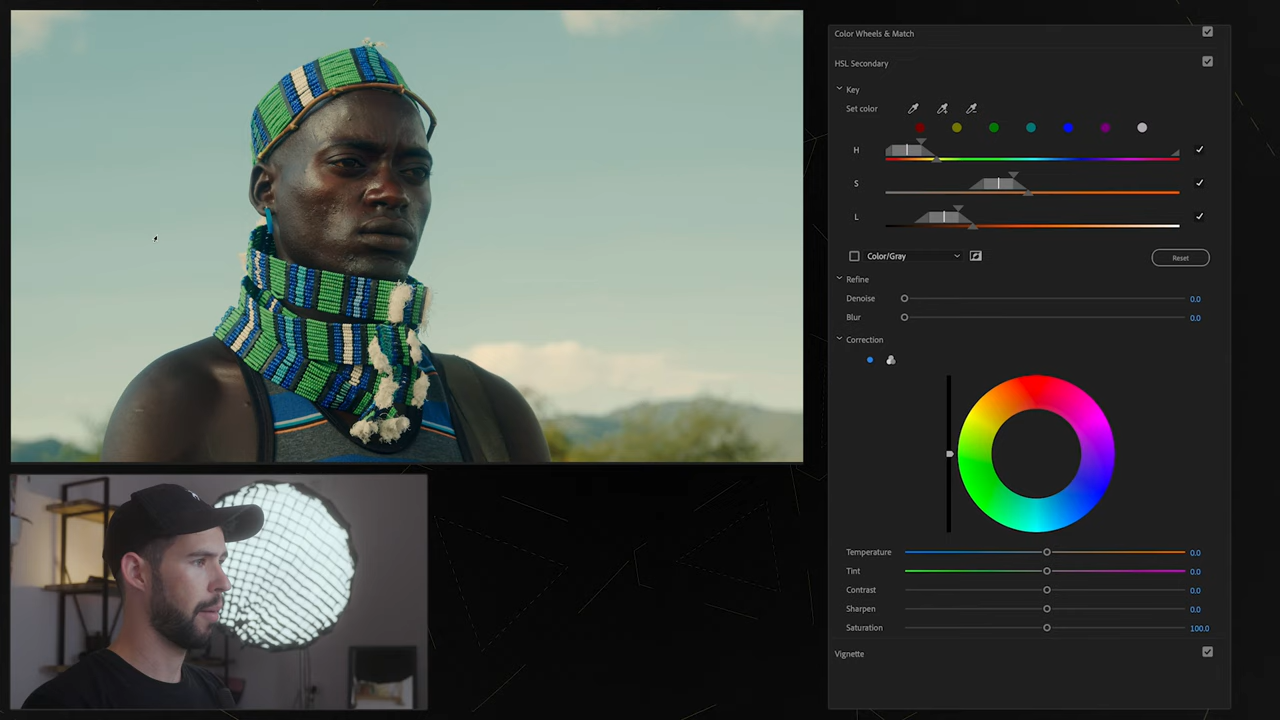 Color Wheels & Match
HSL Secondary
Key
Set color
H
S
L
Color/Gray
Reset
Refine
Denoise 0.0
Blur 0.0
Correction
Temperature 0.0
Tint 0.0
Contrast 0.0
Sharpen 0.0
Saturation 100.0
Vignette